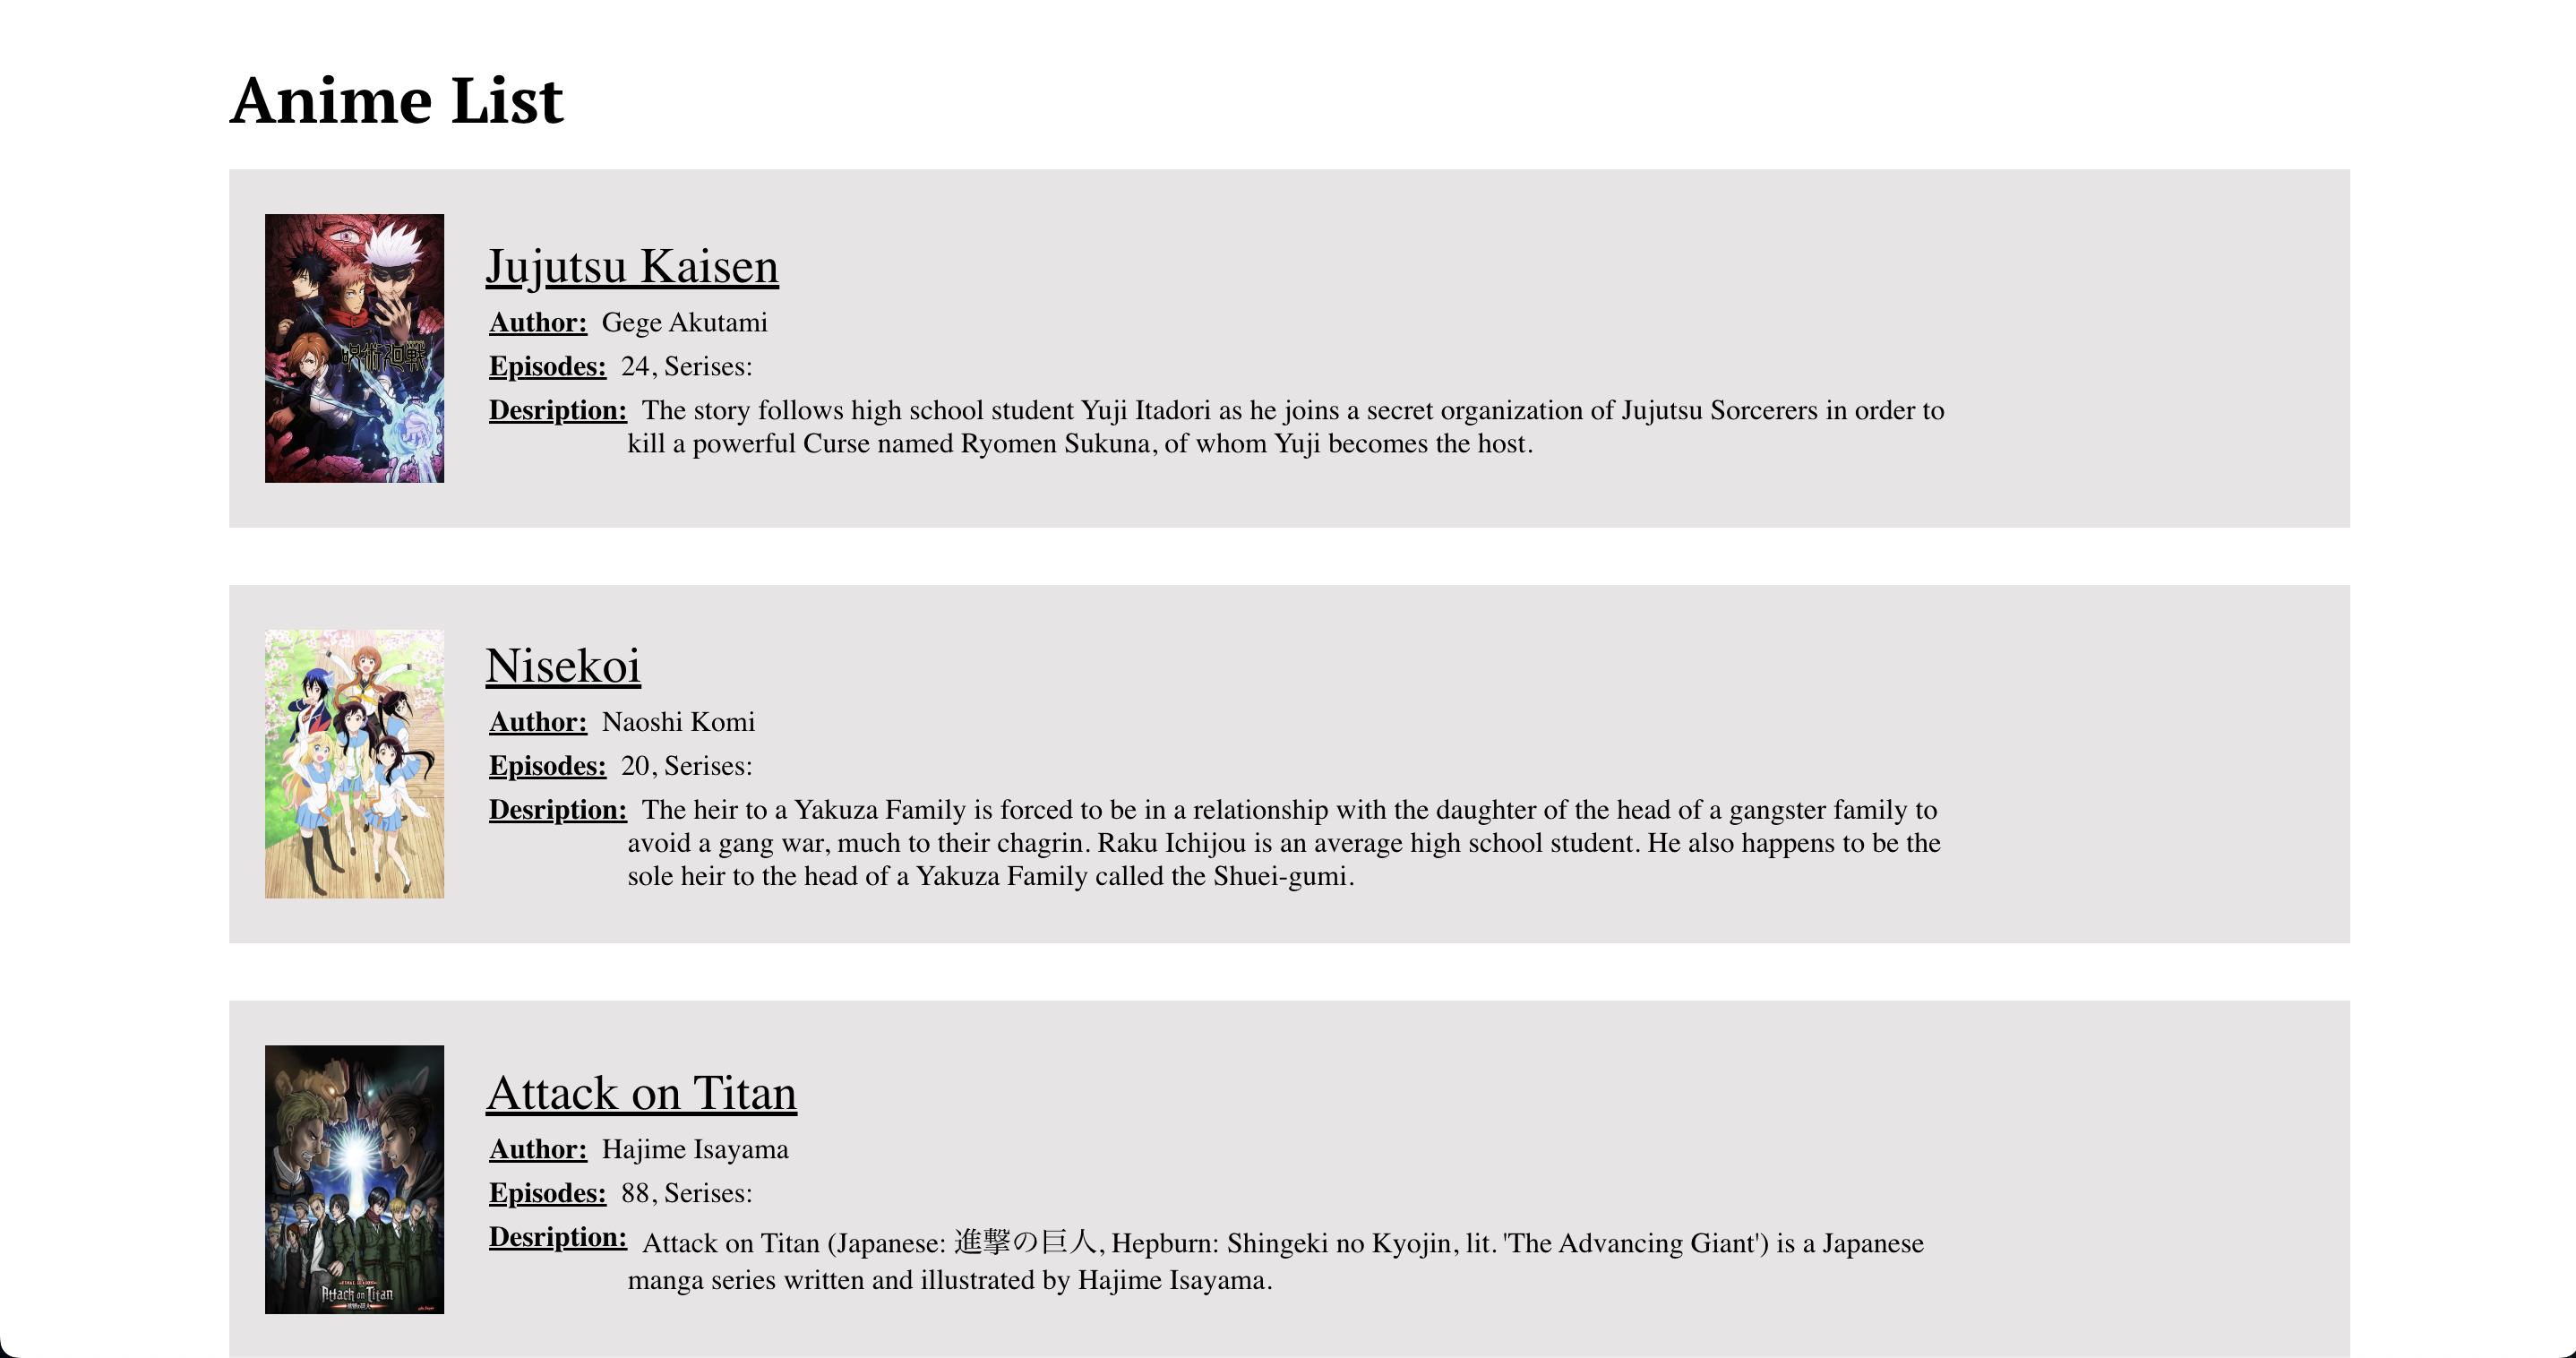 Anime List
呪術廻戦
Jujutsu Kaisen
Author: Gege Akutami
Episodes: 24, Serises:
Desription: The story follows high school student Yuji Itadori as he joins a secret organization of Jujutsu Sorcerers in order to
kill a powerful Curse named Ryomen Sukuna, of whom Yuji becomes the host.
Nisekoi
Author: Naoshi Komi
Episodes: 20, Serises:
Desription: The heir to a Yakuza Family is forced to be in a relationship with the daughter of the head of a gangster family to
avoid a gang war, much to their chagrin. Raku Ichijou is an average high school student. He also happens to be the
sole heir to the head of a Yakuza Family called the Shuei-gumi.
Attack on Titan
Attack on Titan
Author: Hajime Isayama
Episodes: 88, Serises:
Desription: Attack on Titan (Japanese: 進撃の巨人, Hepburn: Shingeki no Kyojin, lit. 'The Advancing Giant') is a Japanese
manga series written and illustrated by Hajime Isayama.